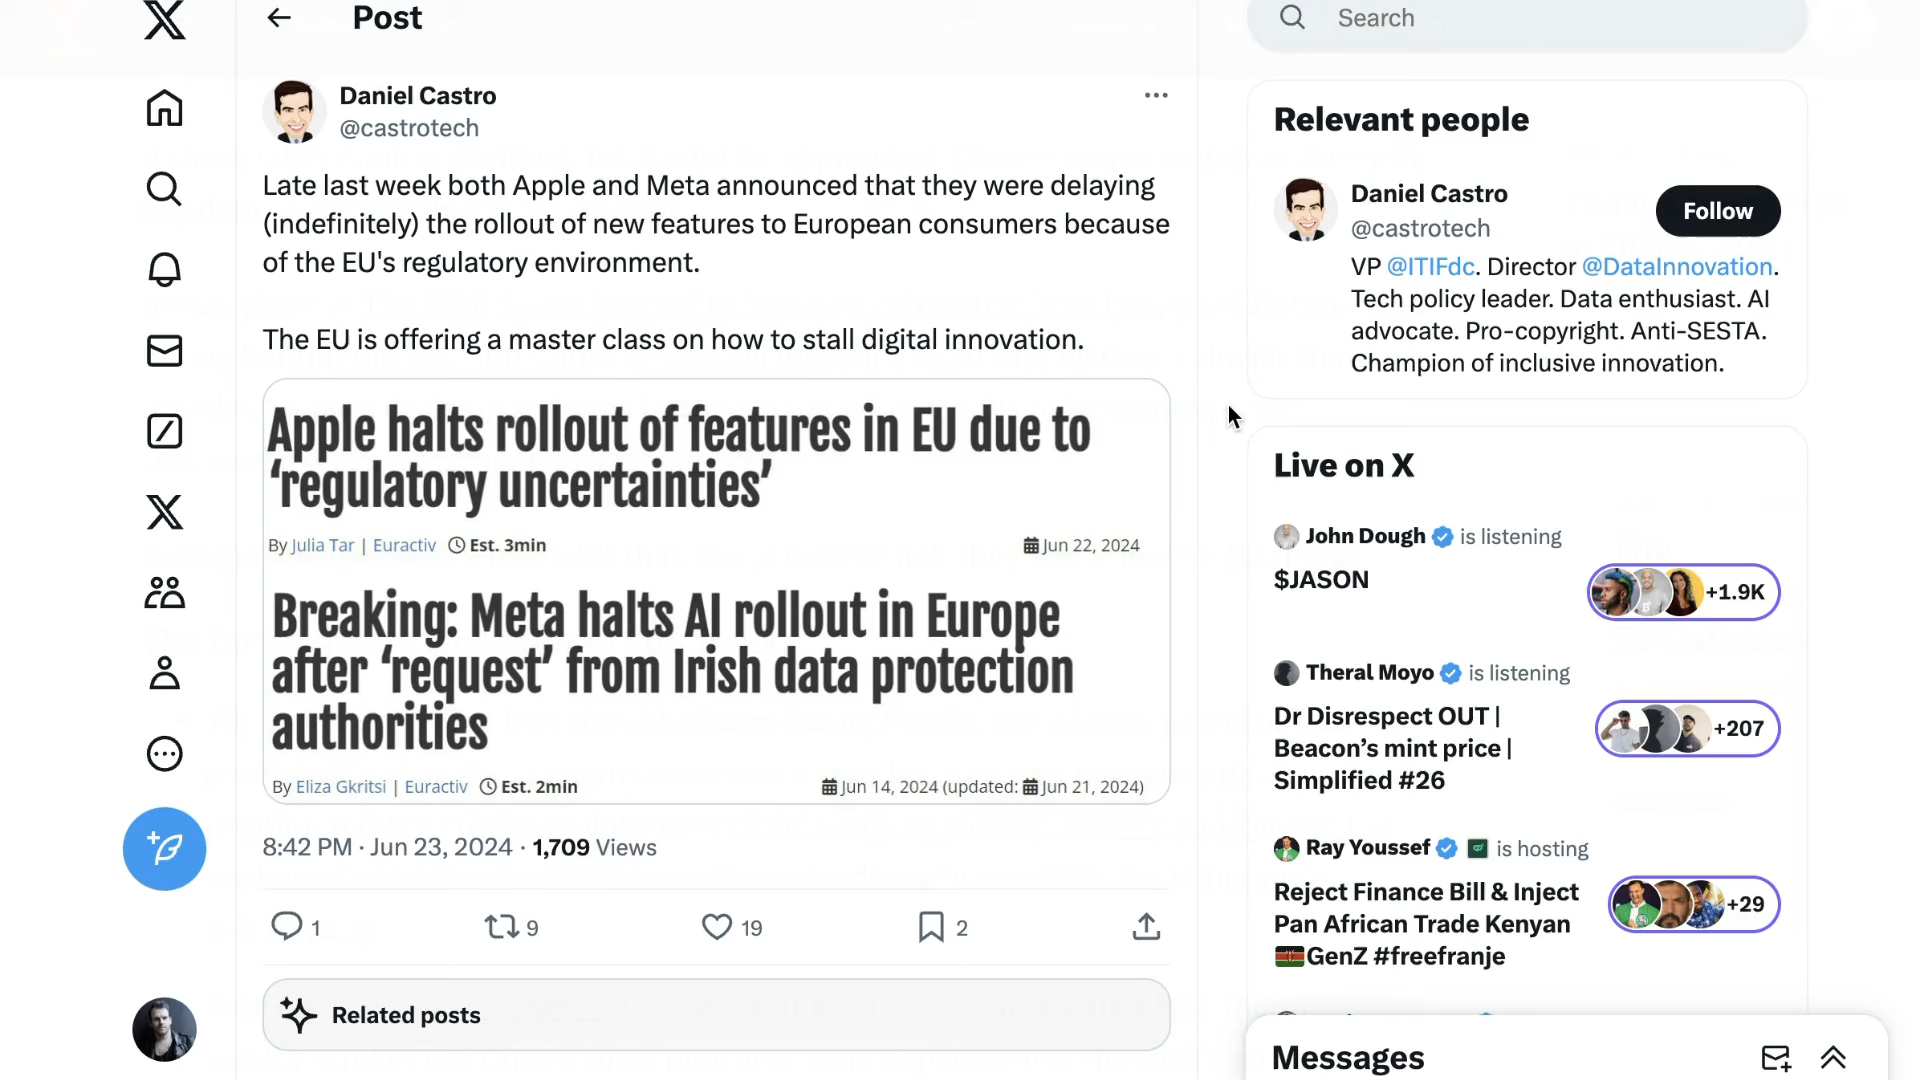 Post
Search
Daniel Castro
@castrotech
Late last week both Apple and Meta announced that they were delaying
(indefinitely) the rollout of new features to European consumers because
of the EU's regulatory environment.
The EU is offering a master class on how to stall digital innovation.
Apple halts rollout of features in EU due to
‘regulatory uncertainties’
By Julia Tar | Euractiv Est. 3min Jun 22, 2024
Breaking: Meta halts AI rollout in Europe
after ‘request’ from Irish data protection
authorities
By Eliza Gkritsi | Euractiv Est. 2min Jun 14, 2024 (updated: Jun 21, 2024)
8:42 PM · Jun 23, 2024 · 1,709 Views
1 9 19 2
Related posts
Relevant people
Daniel Castro
@castrotech
Follow
VP @ITIFdc. Director @DataInnovation.
Tech policy leader. Data enthusiast. AI
advocate. Pro-copyright. Anti-SESTA.
Champion of inclusive innovation.
Live on X
John Dough is listening
$JASON
+1.9K
Theral Moyo is listening
Dr Disrespect OUT |
Beacon’s mint price |
Simplified #26
+207
Ray Youssef is hosting
Reject Finance Bill & Inject
Pan African Trade Kenyan
GenZ #freefranje
+29
Messages